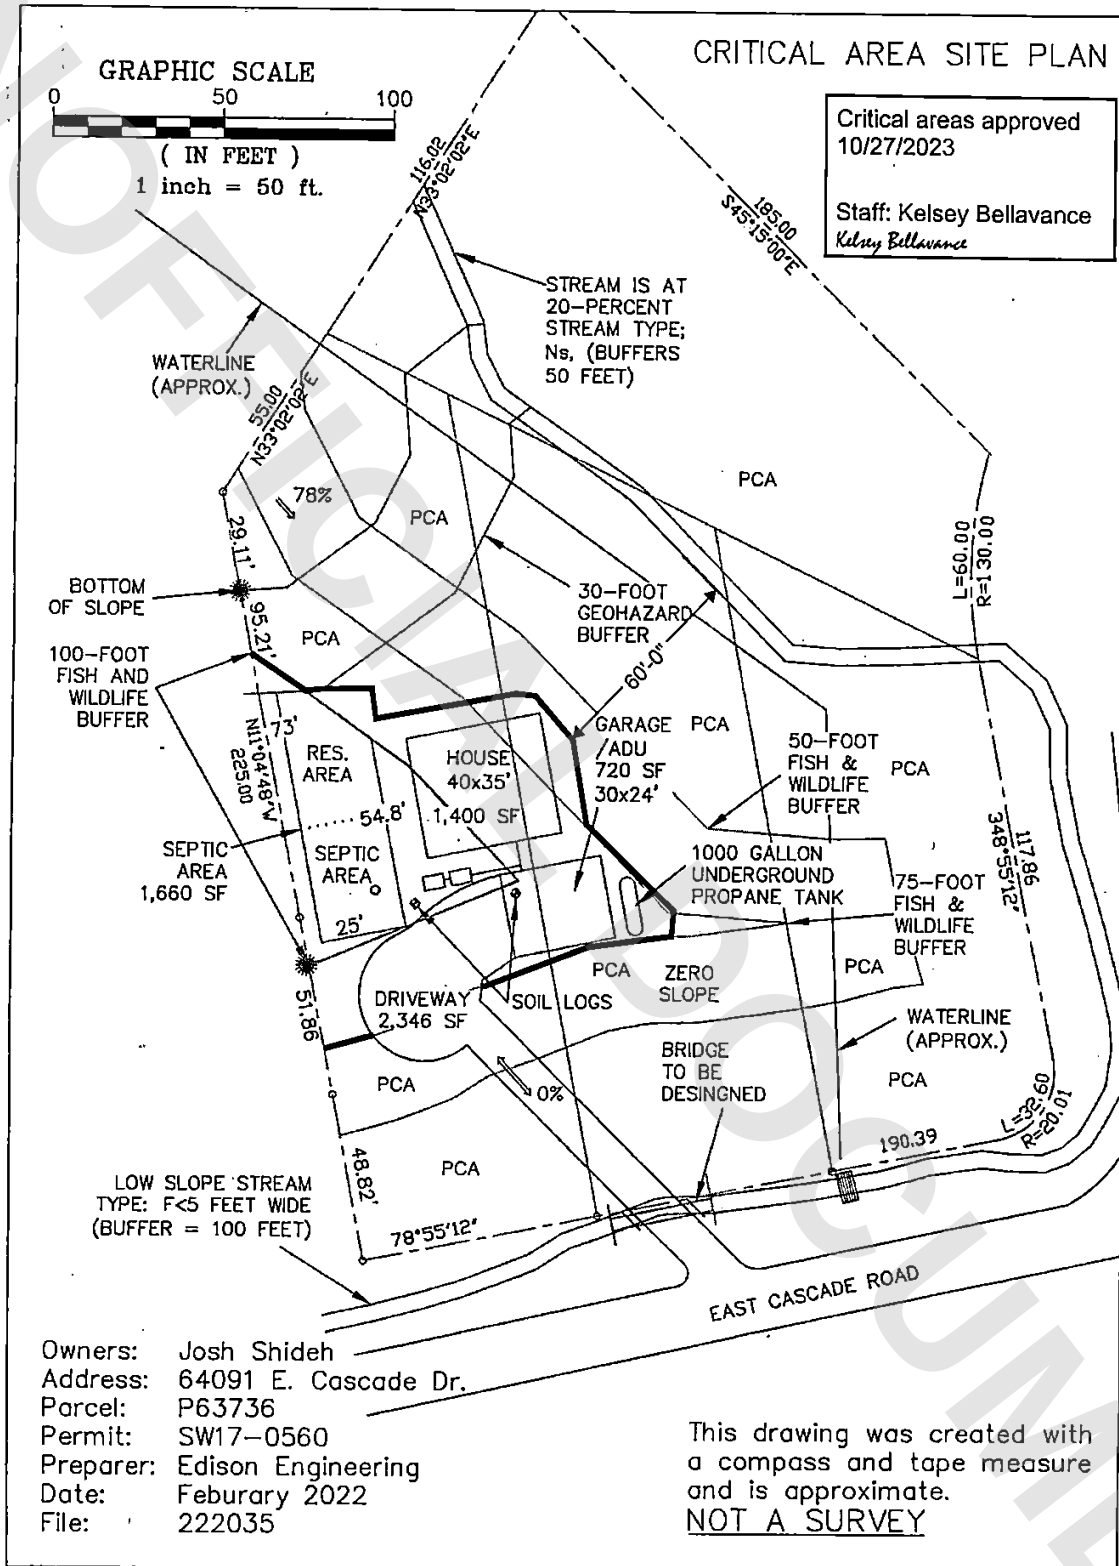 CRITICAL AREA SITE PLAN
GRAPHIC SCALE
0 50 100
( IN FEET )
1 inch = 50 ft.
Critical areas approved
10/27/2023
Staff: Kelsey Bellavance
Kelsey Bellavance
116.02
N33°02'02"E
185.00
S45°15'00"E
STREAM IS AT
20-PERCENT
STREAM TYPE;
Ns, (BUFFERS
50 FEET)
WATERLINE
(APPROX.)
55.00
N33°02'02"E
78%
PCA
PCA
29.11'
L=60.00
R=130.00
BOTTOM
OF SLOPE
30-FOOT
GEOHAZARD
BUFFER
95.21'
PCA
60'-0"
100-FOOT
FISH AND
WILDLIFE
BUFFER
73'
N11°04'48"W
225.00
RES.
AREA
HOUSE
40x35'
1,400 SF
GARAGE
/ADU
720 SF
30x24'
PCA
50-FOOT
FISH &
WILDLIFE
BUFFER
PCA
117.86
348°55'12"
54.8'
SEPTIC
AREA
1,660 SF
SEPTIC
AREA
1000 GALLON
UNDERGROUND
PROPANE TANK
75-FOOT
FISH &
WILDLIFE
BUFFER
25'
PCA
ZERO
SLOPE
PCA
51.86
DRIVEWAY
2,346 SF
SOIL LOGS
WATERLINE
(APPROX.)
BRIDGE
TO BE
DESINGNED
PCA
PCA
0%
L=32.60
R=20.01
190.39
48.82'
PCA
LOW SLOPE STREAM
TYPE: F<5 FEET WIDE
(BUFFER = 100 FEET)
78°55'12"
EAST CASCADE ROAD
Owners: Josh Shideh
Address: 64091 E. Cascade Dr.
Parcel: P63736
Permit: SW17-0560
Preparer: Edison Engineering
Date: Feburary 2022
File: 222035
This drawing was created with
a compass and tape measure
and is approximate.
NOT A SURVEY
UNOFFICIAL DOCUMENT